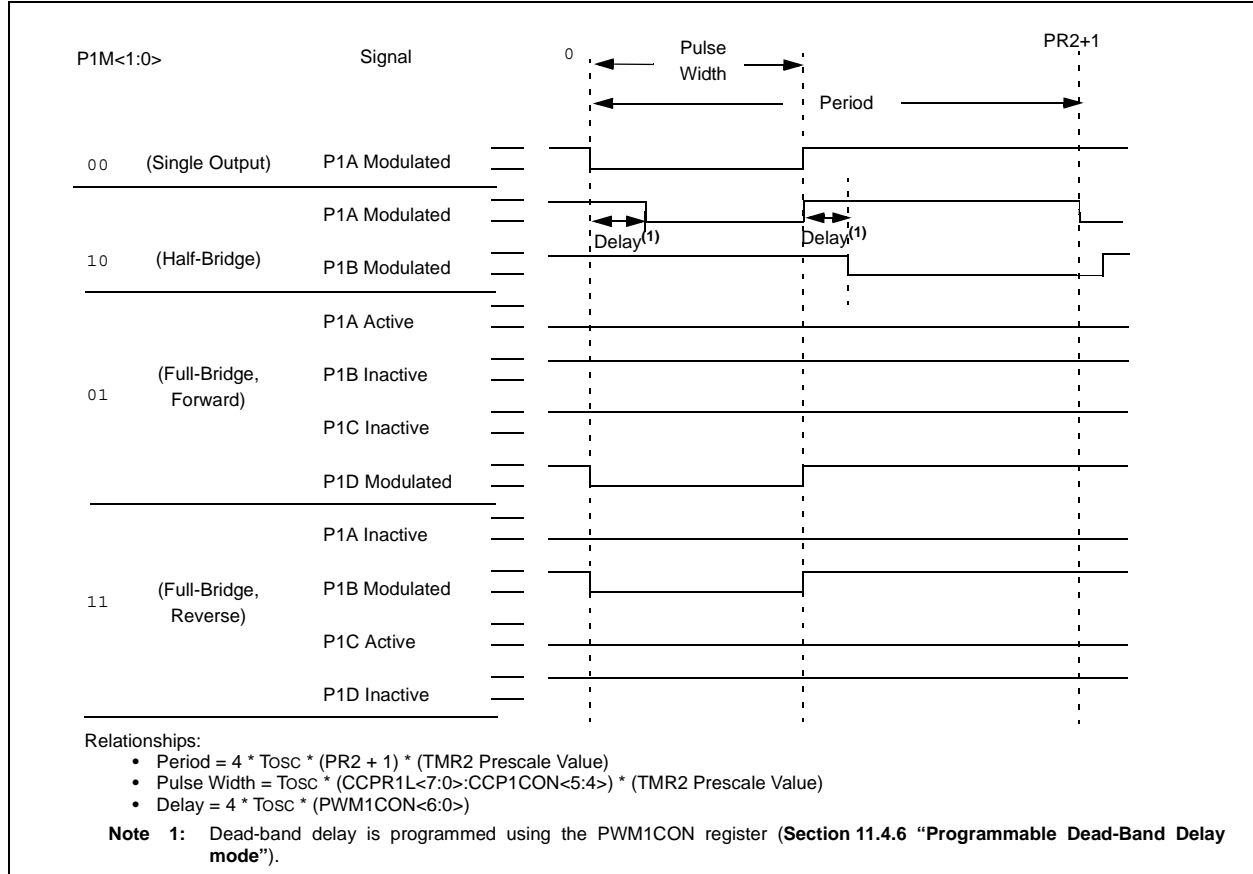 P1M<1:0>
Signal
0
Pulse
Width
PR2+1
Period
00
(Single Output)
P1A Modulated
P1A Modulated
Delay(1)
Delay(1)
10
(Half-Bridge)
P1B Modulated
P1A Active
01
(Full-Bridge,
Forward)
P1B Inactive
P1C Inactive
P1D Modulated
P1A Inactive
11
(Full-Bridge,
Reverse)
P1B Modulated
P1C Active
P1D Inactive
Relationships:
• Period = 4 * TOSC * (PR2 + 1) * (TMR2 Prescale Value)
• Pulse Width = TOSC * (CCPR1L<7:0>:CCP1CON<5:4>) * (TMR2 Prescale Value)
• Delay = 4 * TOSC * (PWM1CON<6:0>)
Note 1: Dead-band delay is programmed using the PWM1CON register (Section 11.4.6 “Programmable Dead-Band Delay
mode”).